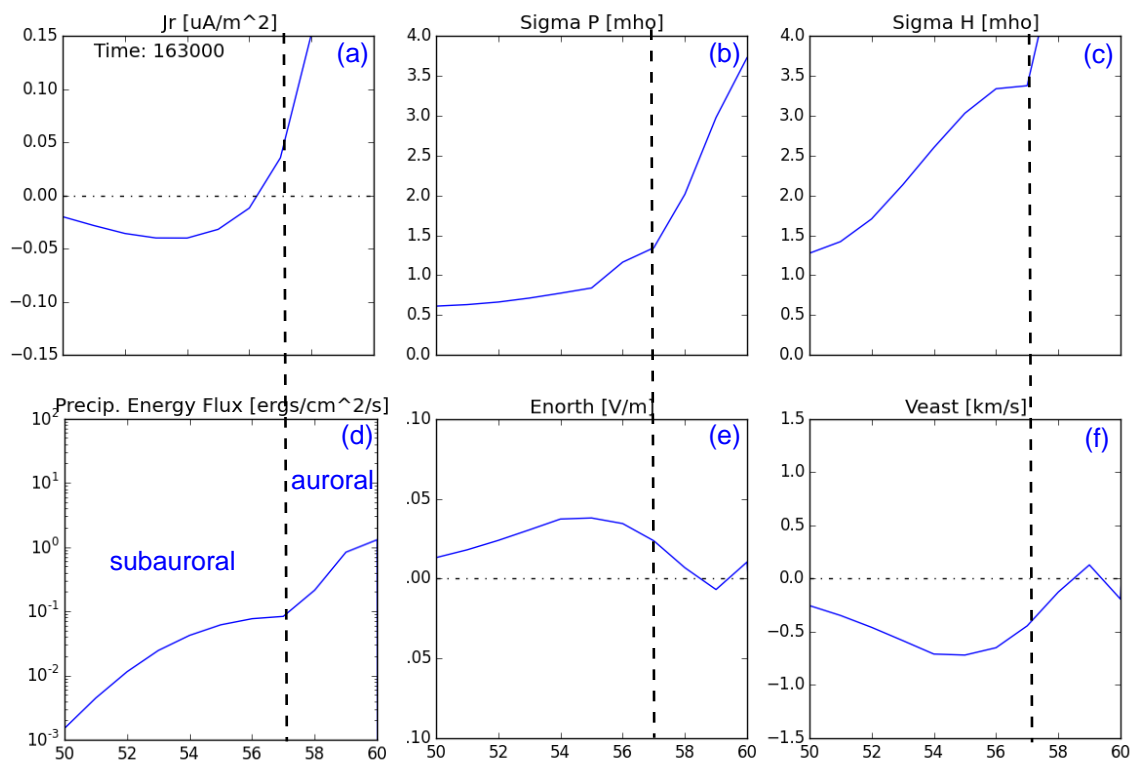 Jr [uA/m^2]
Time: 163000
(a)
0.15
0.10
0.05
0.00
−0.05
−0.10
−0.15
Sigma P [mho]
(b)
4.0
3.5
3.0
2.5
2.0
1.5
1.0
0.5
0.0
Sigma H [mho]
(c)
4.0
3.5
3.0
2.5
2.0
1.5
1.0
0.5
0.0
Precip. Energy Flux [ergs/cm^2/s]
(d)
auroral
subauroral
10^2
10^1
10^0
10^-1
10^-2
10^-3
50 52 54 56 58 60
Enorth [V/m]
(e)
.10
.05
.00
.05
.10
50 52 54 56 58 60
Veast [km/s]
(f)
1.5
1.0
0.5
0.0
−0.5
−1.0
−1.5
50 52 54 56 58 60